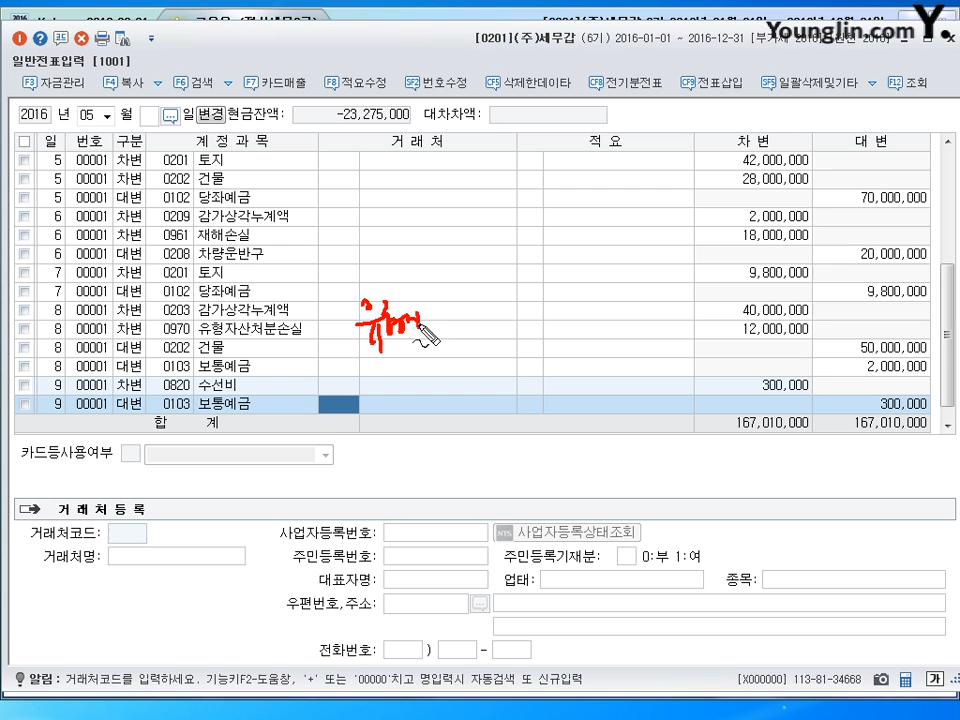 Younglin.com Y.
[0201](주)세무갑 (6기) 2016-01-01 ~ 2016-12-31
일반전표입력 [1001]
F3 자금관리 F4 복사 F6 검색 F7 카드매출 F8 적요수정 SF2 번호수정 CF5 삭제한데이타 CF8 전기분전표 CF9 전표삽입 SF5 일괄삭제및기타 F12 조회
2016 년 05 월 일 변경 현금잔액: -23,275,000 대차차액:
일 번호 구분 계 정 과 목 거 래 처 적 요 차 변 대 변
5 00001 차변 0201 토지 42,000,000
5 00001 차변 0202 건물 28,000,000
5 00001 대변 0102 당좌예금 70,000,000
6 00001 차변 0209 감가상각누계액 2,000,000
6 00001 차변 0961 재해손실 18,000,000
6 00001 대변 0208 차량운반구 20,000,000
7 00001 차변 0201 토지 9,800,000
7 00001 대변 0102 당좌예금 9,800,000
8 00001 차변 0203 감가상각누계액 40,000,000
8 00001 차변 0970 유형자산처분손실 12,000,000
8 00001 대변 0202 건물 50,000,000
8 00001 대변 0103 보통예금 2,000,000
9 00001 차변 0820 수선비 300,000
9 00001 대변 0103 보통예금 300,000
합 계 167,010,000 167,010,000
카드등사용여부
거 래 처 등 록
거래처코드: 사업자등록번호: NTS 사업자등록상태조회
거래처명: 주민등록번호: 주민등록기재분: 0:부 1:여
대표자명: 업태: 종목:
우편번호,주소:
전화번호: ) -
알림: 거래처코드를 입력하세요. 기능키F2-도움창, '+' 또는 '00000'치고 명입력시 자동검색 또 신규입력 [X000000] 113-81-34668 가